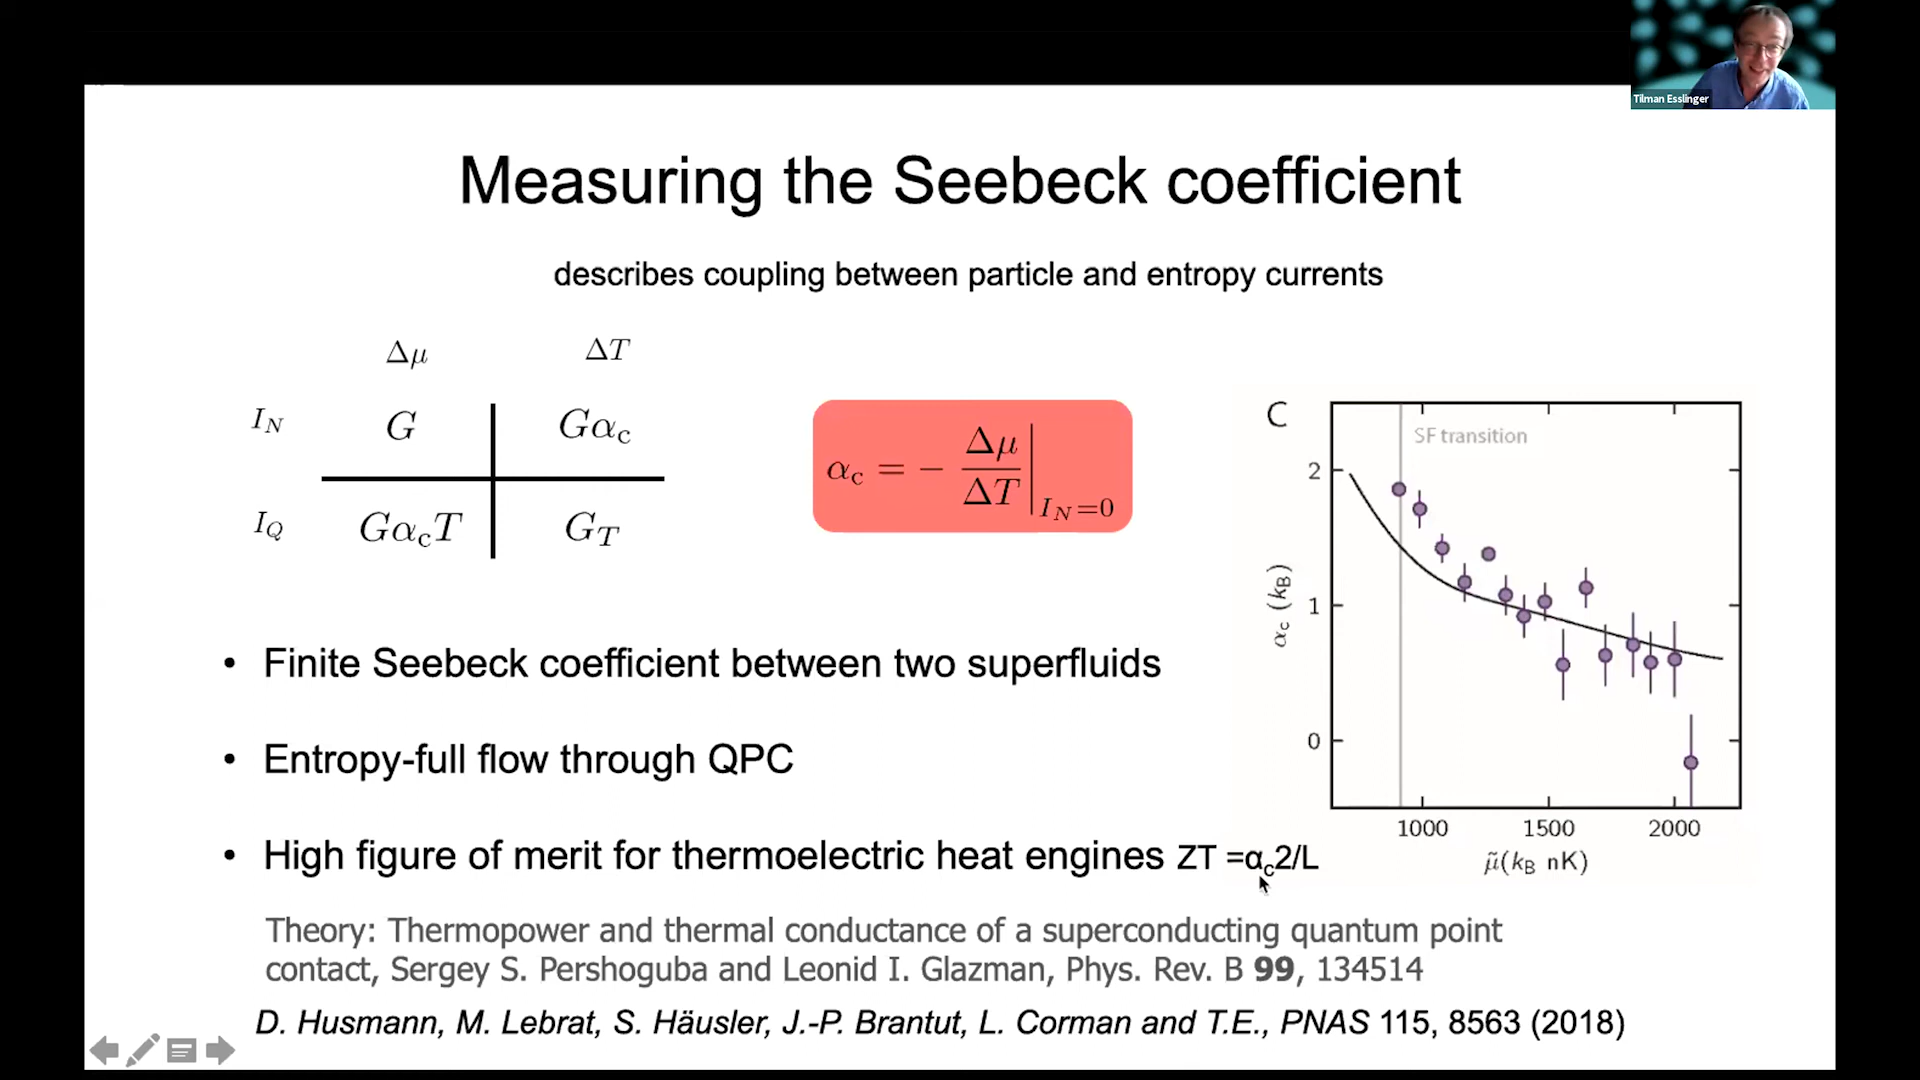 Tilman Esslinger
Measuring the Seebeck coefficient
describes coupling between particle and entropy currents
Δμ ΔT
I_N G Gα_c
I_Q Gα_cT G_T
α_c = − Δμ/ΔT |_{I_N=0}
C
SF transition
2
1
0
α_c (k_B)
1000 1500 2000
μ̃(k_B nK)
• Finite Seebeck coefficient between two superfluids
• Entropy-full flow through QPC
• High figure of merit for thermoelectric heat engines ZT =α_c2/L
Theory: Thermopower and thermal conductance of a superconducting quantum point
contact, Sergey S. Pershoguba and Leonid I. Glazman, Phys. Rev. B 99, 134514
D. Husmann, M. Lebrat, S. Häusler, J.-P. Brantut, L. Corman and T.E., PNAS 115, 8563 (2018)